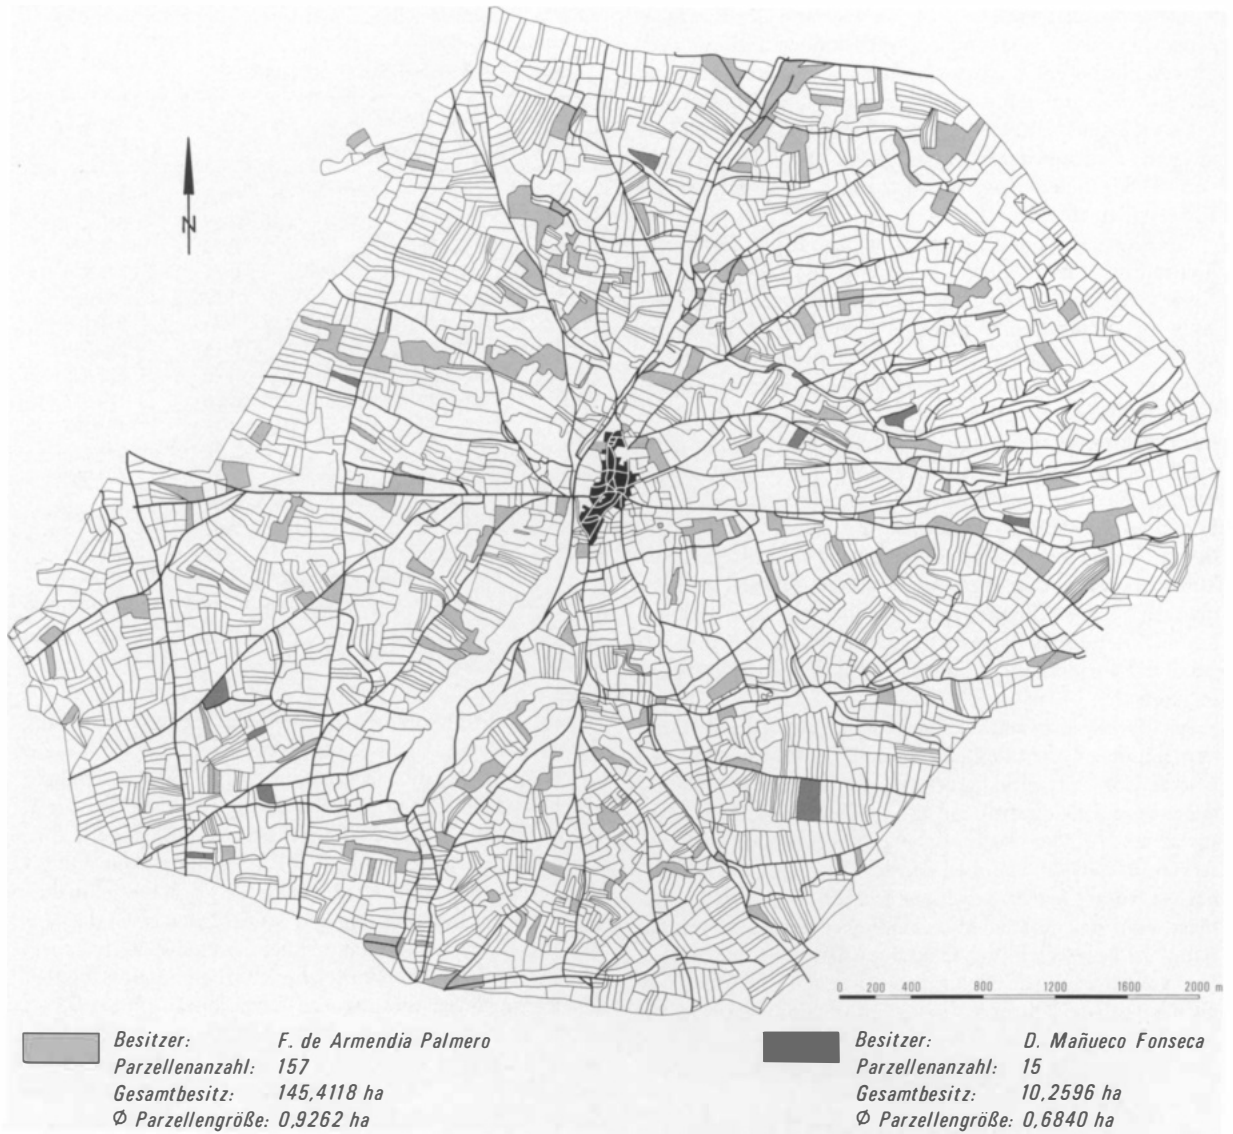 N
0 200 400 800 1200 1600 2000 m
Besitzer: F. de Armendia Palmero
Parzellenanzahl: 157
Gesamtbesitz: 145,4118 ha
Ø Parzellengröße: 0,9262 ha
Besitzer: D. Mañueco Fonseca
Parzellenanzahl: 15
Gesamtbesitz: 10,2596 ha
Ø Parzellengröße: 0,6840 ha